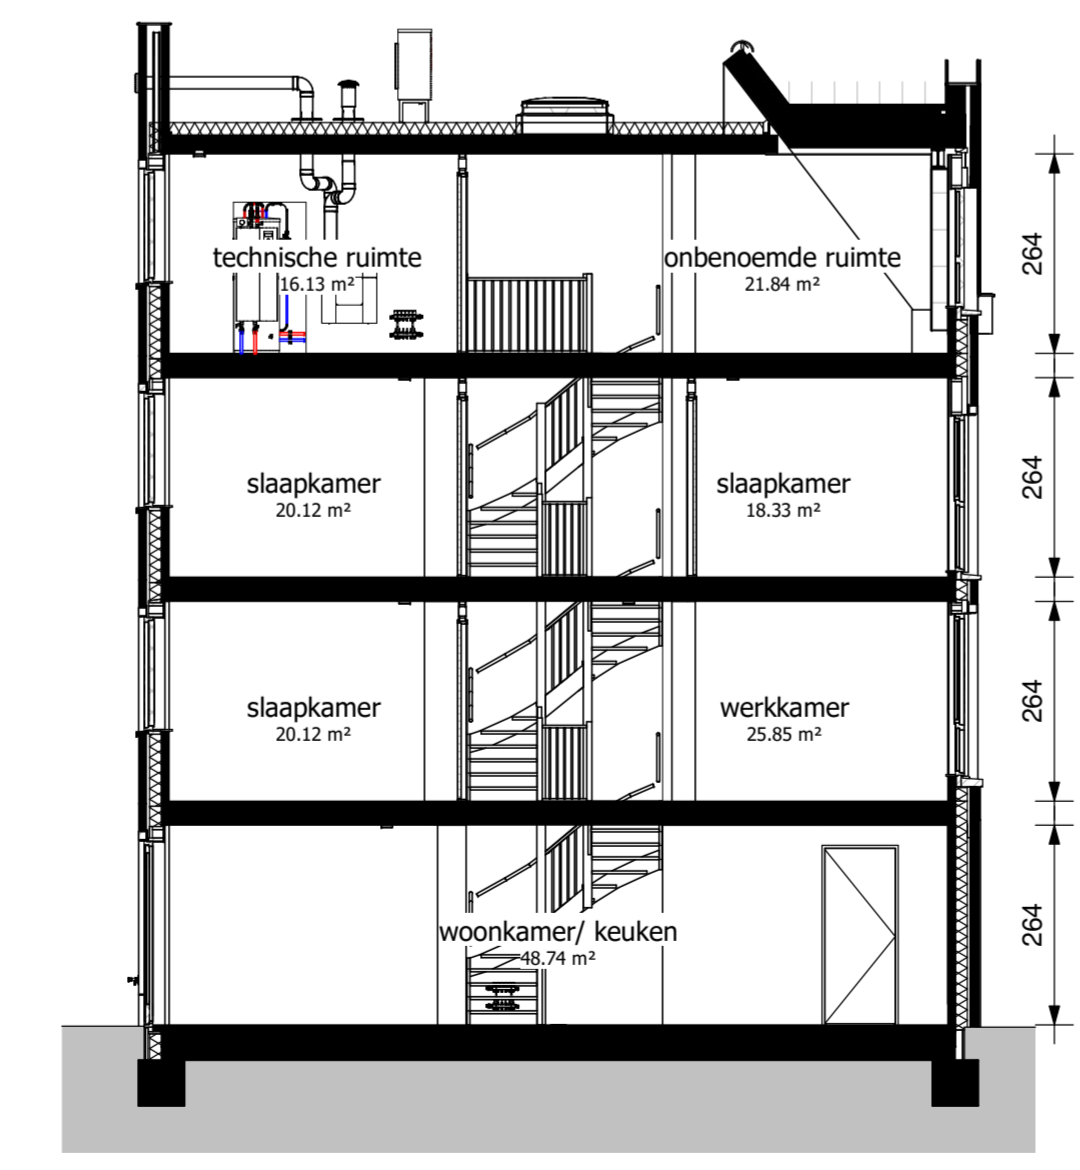 technische ruimte
16.13 m²
onbenoemde ruimte
21.84 m²
264
slaapkamer
20.12 m²
slaapkamer
18.33 m²
264
slaapkamer
20.12 m²
werkkamer
25.85 m²
264
woonkamer/ keuken
48.74 m²
264